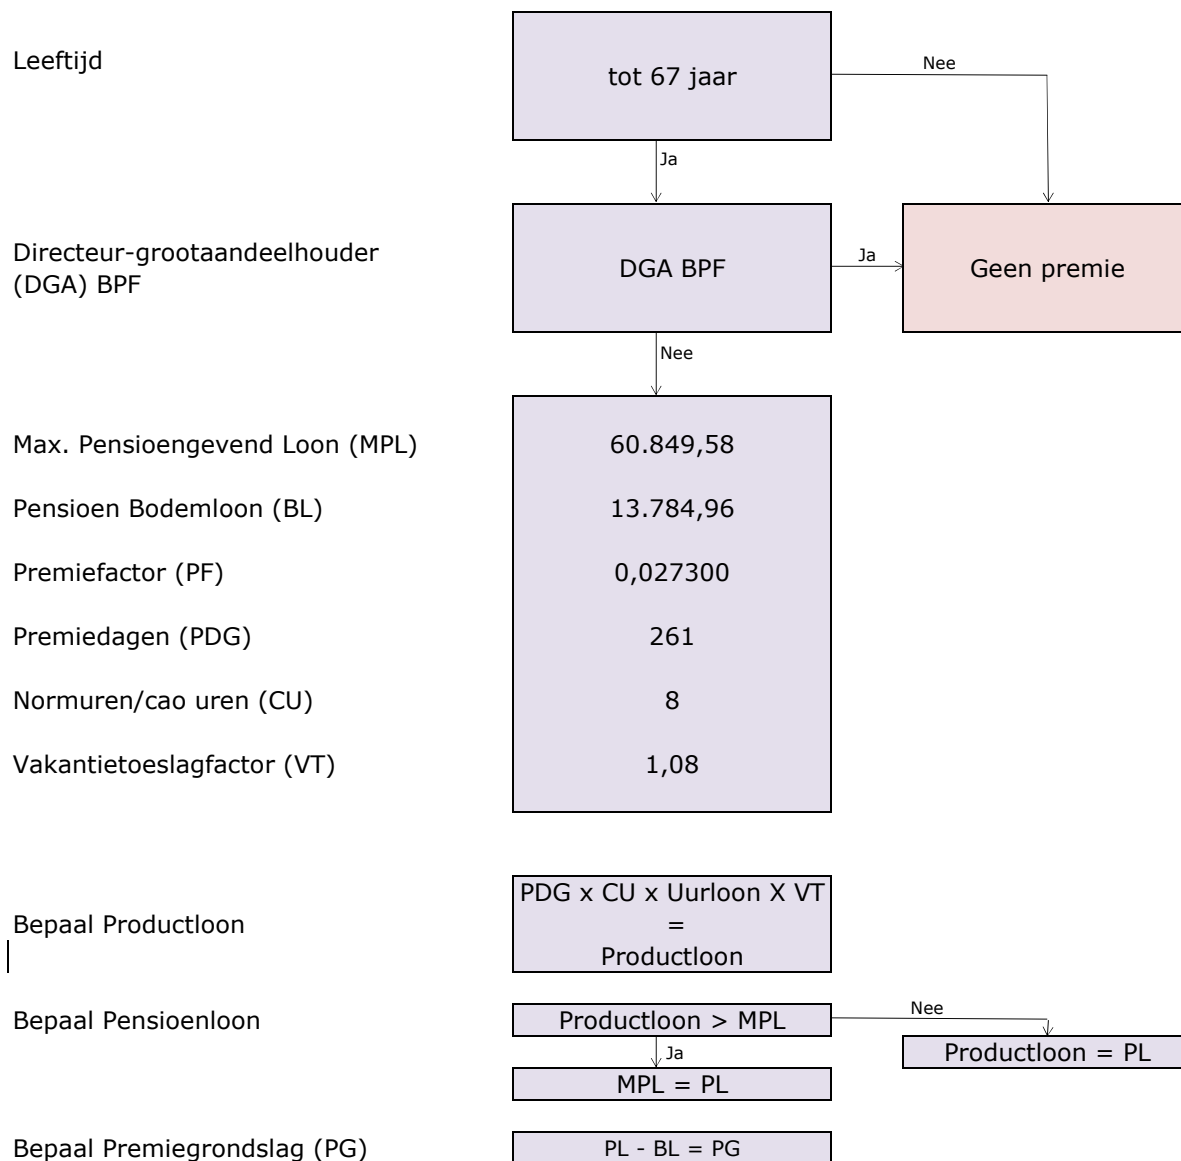 Leeftijd
tot 67 jaar
Nee
Ja
Directeur-grootaandeelhouder
(DGA) BPF
DGA BPF
Ja
Geen premie
Nee
Max. Pensioengevend Loon (MPL)
60.849,58
Pensioen Bodemloon (BL)
13.784,96
Premiefactor (PF)
0,027300
Premiedagen (PDG)
261
Normuren/cao uren (CU)
8
Vakantietoeslagfactor (VT)
1,08
Bepaal Productloon
PDG x CU x Uurloon X VT
=
Productloon
Bepaal Pensioenloon
Productloon > MPL
Nee
Productloon = PL
Ja
MPL = PL
Bepaal Premiegrondslag (PG)
PL - BL = PG